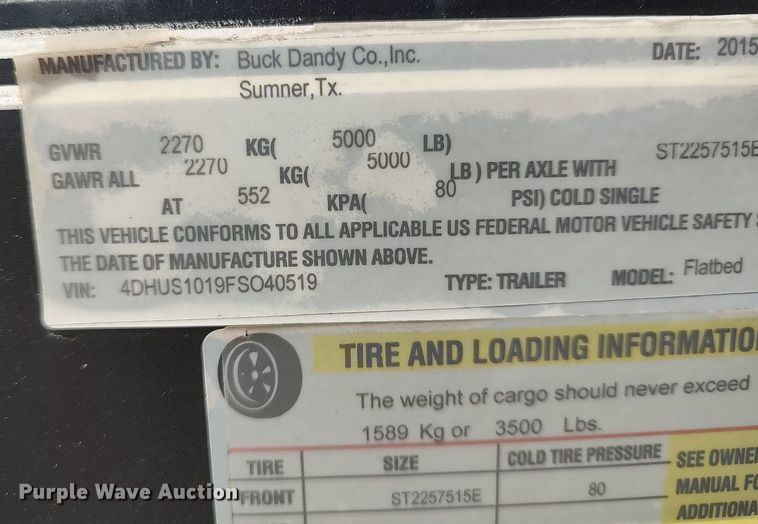 MANUFACTURED BY: Buck Dandy Co.,Inc. DATE: 2015
Sumner,Tx.
GVWR 2270 KG( 5000 LB) ST2257515E
GAWR ALL 2270 KG( 5000 LB ) PER AXLE WITH
AT 552 KPA( 80 PSI) COLD SINGLE
THIS VEHICLE CONFORMS TO ALL APPLICABLE US FEDERAL MOTOR VEHICLE SAFETY
THE DATE OF MANUFACTURE SHOWN ABOVE.
VIN: 4DHUS1019FSO40519 TYPE: TRAILER MODEL: Flatbed
TIRE AND LOADING INFORMATIO
The weight of cargo should never exceed
1589 Kg or 3500 Lbs.
TIRE SIZE COLD TIRE PRESSURE SEE OWNE
FRONT ST2257515E 80 MANUAL FO
ADDITIONA
Purple Wave Auction